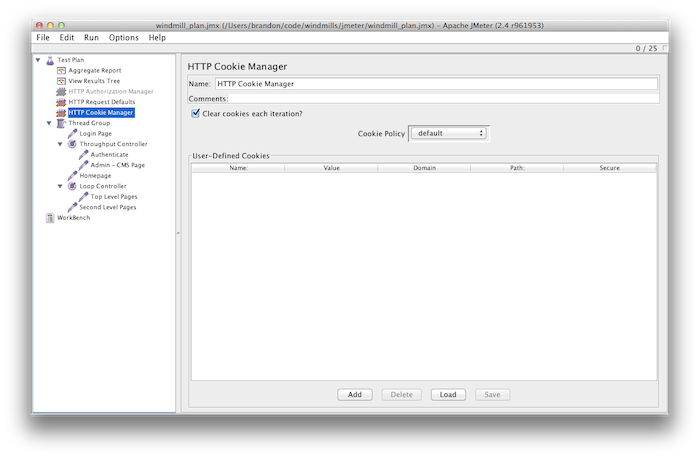 windmill_plan.jmx (/Users/brandon/code/windmills/jmeter/windmill_plan.jmx) – Apache JMeter (2.4 r961953)
File Edit Run Options Help
0 / 25
Test Plan
Aggregate Report
View Results Tree
HTTP Authorization Manager
HTTP Request Defaults
HTTP Cookie Manager
Thread Group
Login Page
Throughput Controller
Authenticate
Admin – CMS Page
Homepage
Loop Controller
Top Level Pages
Second Level Pages
WorkBench
HTTP Cookie Manager
Name: HTTP Cookie Manager
Comments:
Clear cookies each iteration?
Cookie Policy default
User-Defined Cookies
Name: Value Domain Path: Secure
Add Delete Load Save